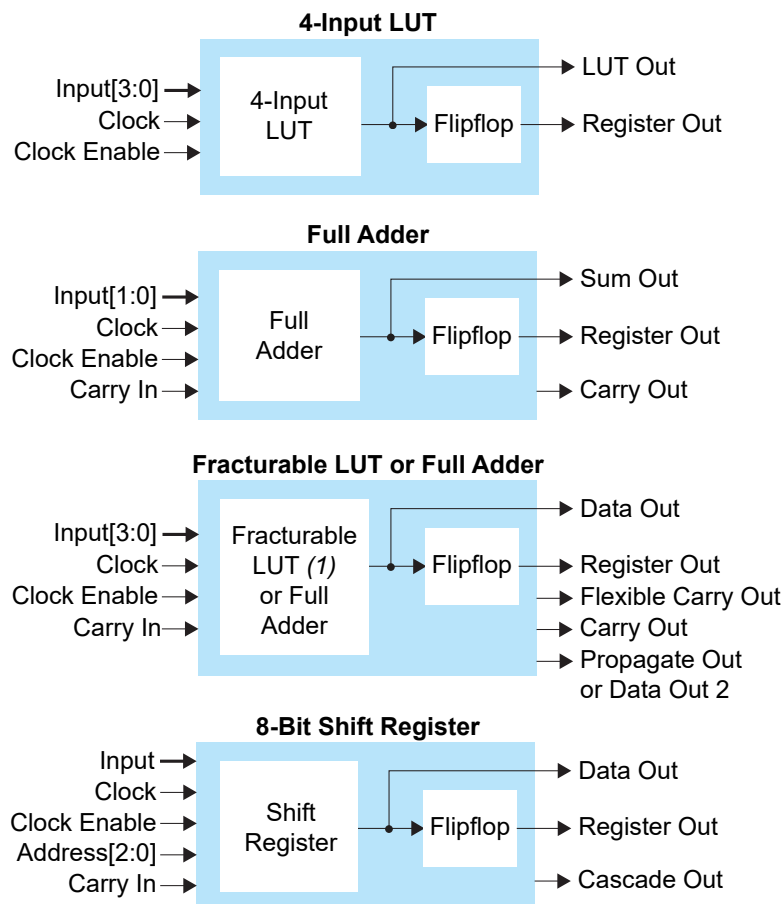 4-Input LUT
Input[3:0]
Clock
Clock Enable
4-Input
LUT
Flipflop
LUT Out
Register Out
Full Adder
Input[1:0]
Clock
Clock Enable
Carry In
Full
Adder
Flipflop
Sum Out
Register Out
Carry Out
Fracturable LUT or Full Adder
Input[3:0]
Clock
Clock Enable
Carry In
Fracturable
LUT (1)
or Full
Adder
Flipflop
Data Out
Register Out
Flexible Carry Out
Carry Out
Propagate Out
or Data Out 2
8-Bit Shift Register
Input
Clock
Clock Enable
Address[2:0]
Carry In
Shift
Register
Flipflop
Data Out
Register Out
Cascade Out